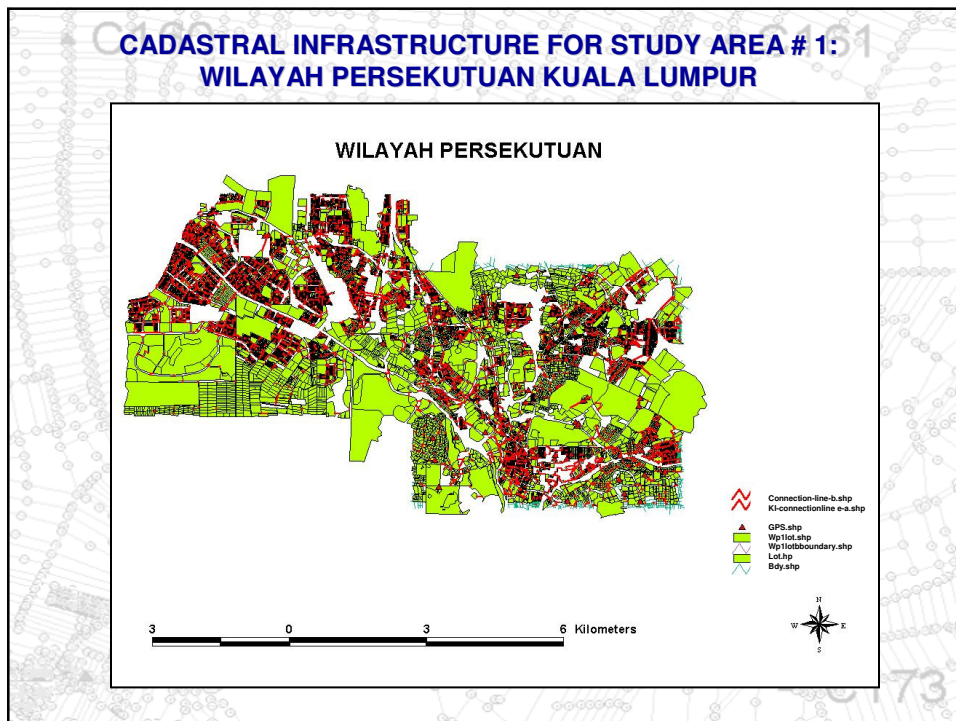 CADASTRAL INFRASTRUCTURE FOR STUDY AREA # 1:
WILAYAH PERSEKUTUAN KUALA LUMPUR
WILAYAH PERSEKUTUAN
Connection-line-b.shp
Kl-connectionline e-a.shp
GPS.shp
Wp1lot.shp
Wp1lotbboundary.shp
Lot.hp
Bdy.shp
N
W E
S
3 0 3 6 Kilometers